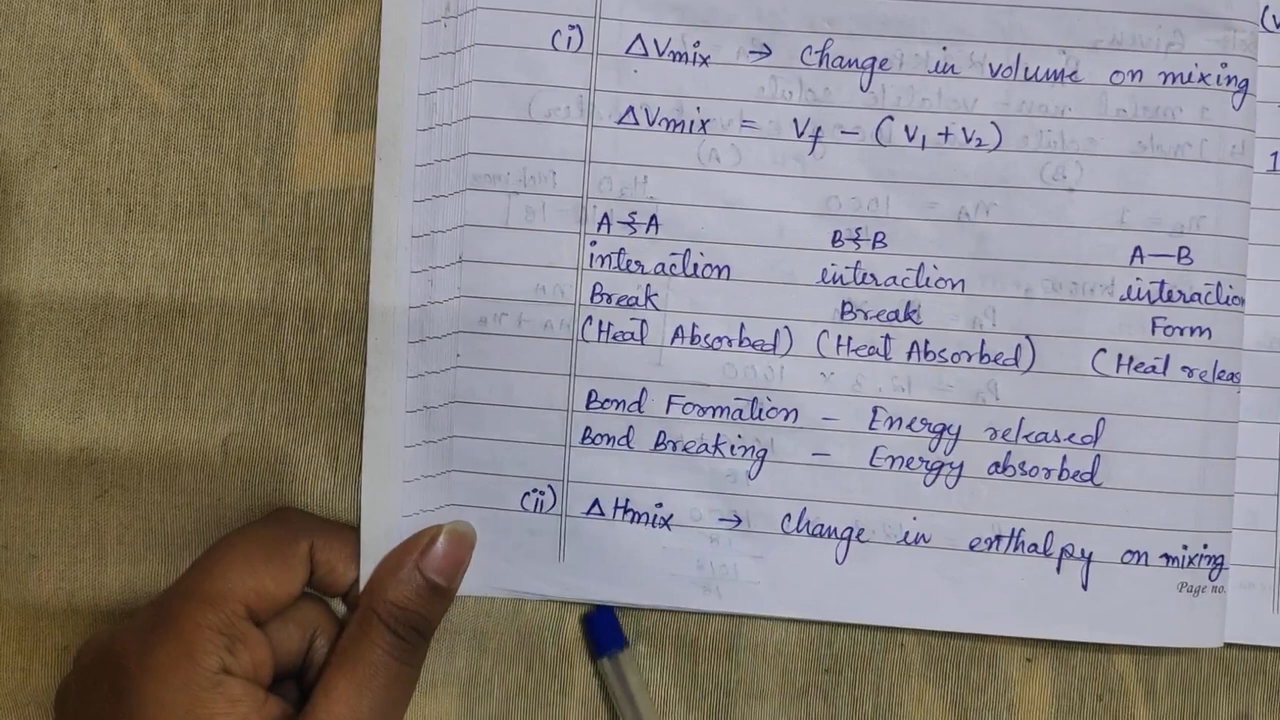 (i) ΔVmix → Change in volume on mixing
ΔVmix = Vf - (V₁ + V₂)
A ⸾ A B ⸾ B A—B
interaction interaction interactio
Break Break Form
(Heat Absorbed) (Heat Absorbed) (Heat releas
Bond Formation - Energy released
Bond Breaking - Energy absorbed
(ii) ΔHmix → Change in enthalpy on mixing
Page no.
1